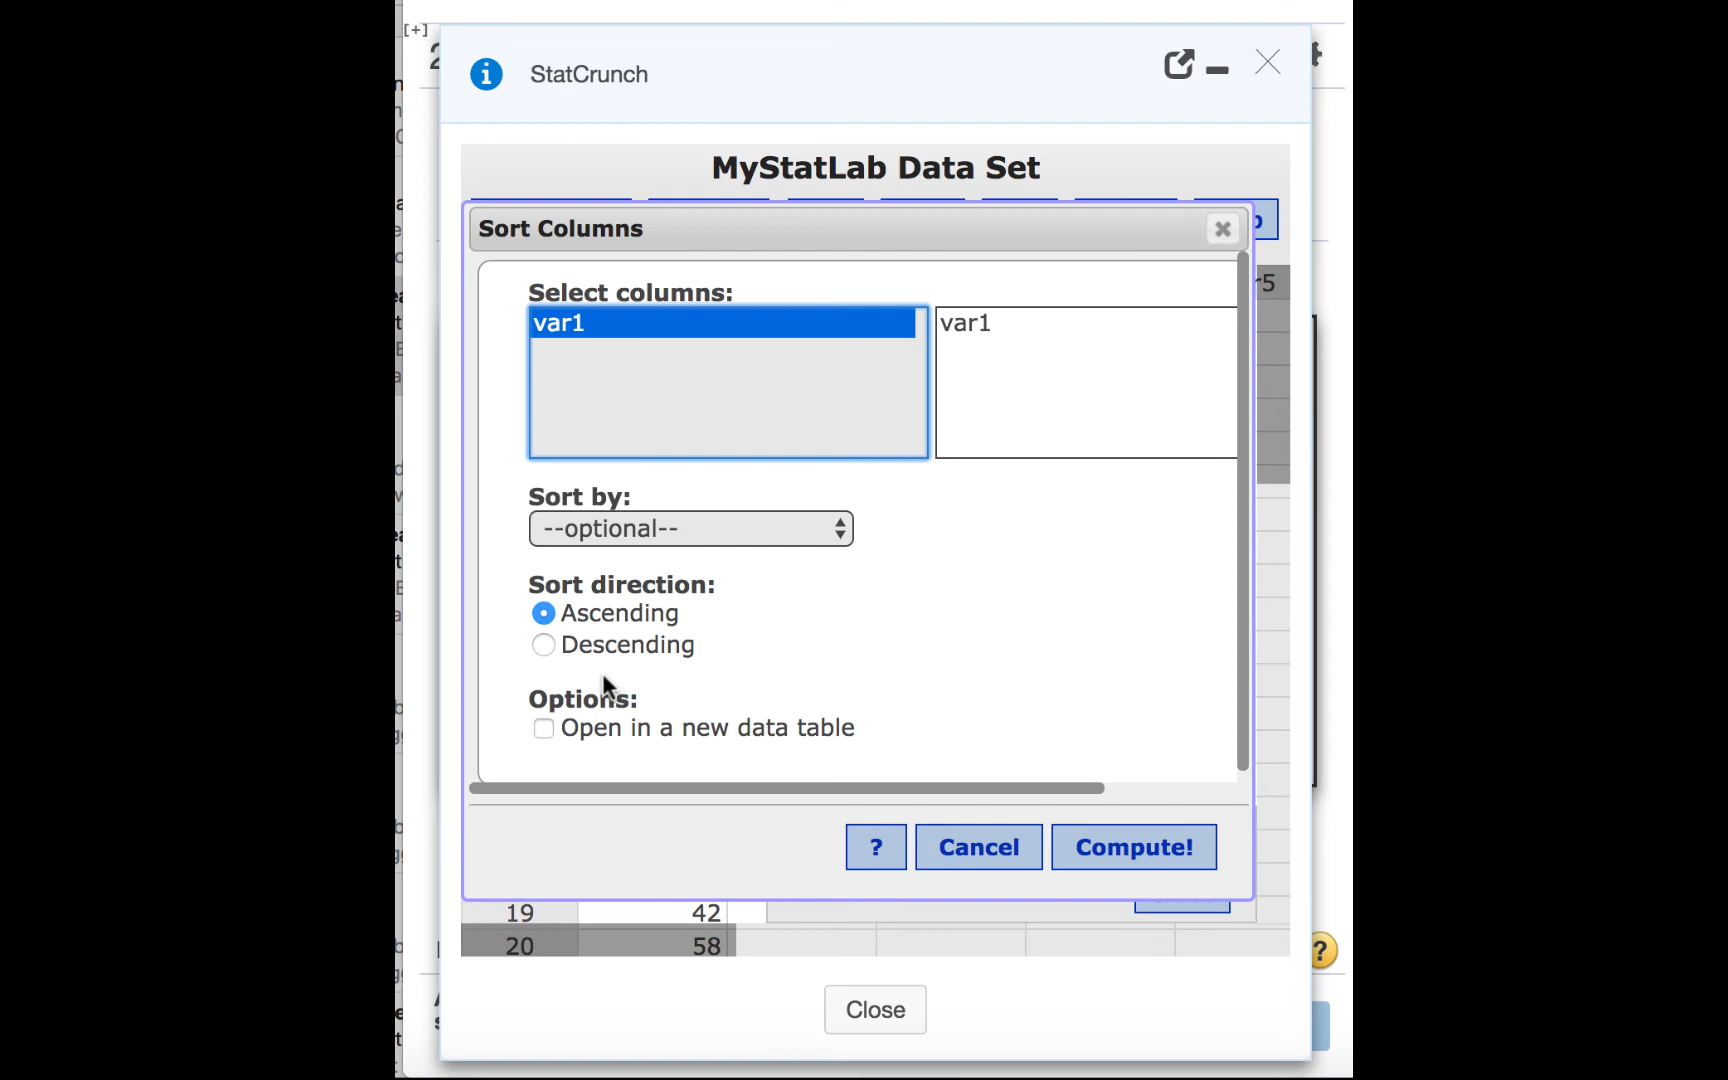 [+]
StatCrunch
MyStatLab Data Set
Sort Columns
Select columns:
var1
var1
Sort by:
--optional--
Sort direction:
Ascending
Descending
Options:
Open in a new data table
? Cancel Compute!
19 42
20 58
?
Close